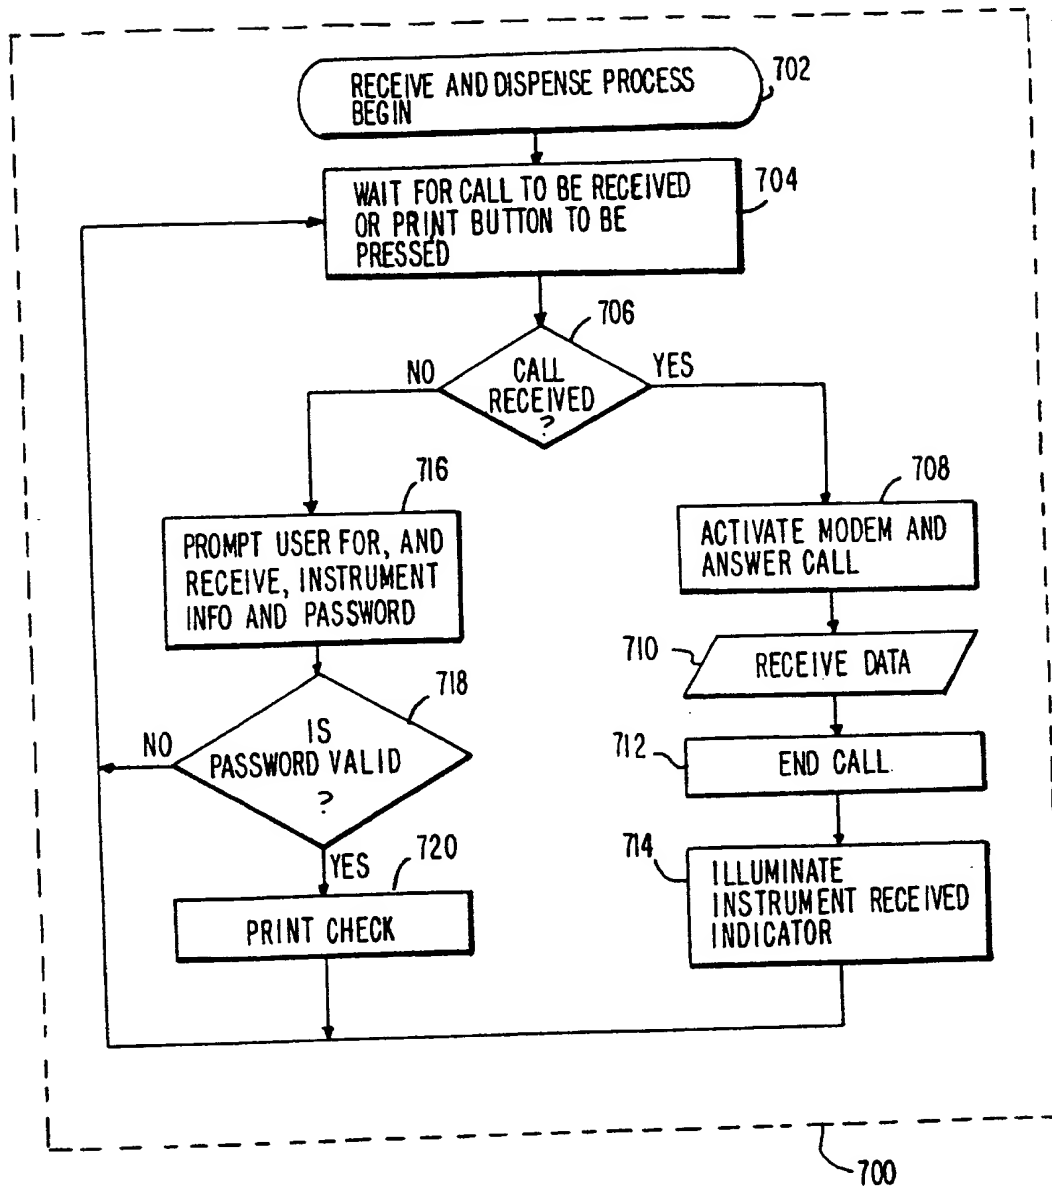 RECEIVE AND DISPENSE PROCESS
BEGIN
702
WAIT FOR CALL TO BE RECEIVED
OR PRINT BUTTON TO BE
PRESSED
704
706
NO
CALL
RECEIVED
?
YES
716
PROMPT USER FOR, AND
RECEIVE, INSTRUMENT
INFO AND PASSWORD
708
ACTIVATE MODEM AND
ANSWER CALL
710
RECEIVE DATA
718
NO
IS
PASSWORD VALID
?
YES
712
END CALL
720
PRINT CHECK
714
ILLUMINATE
INSTRUMENT RECEIVED
INDICATOR
700